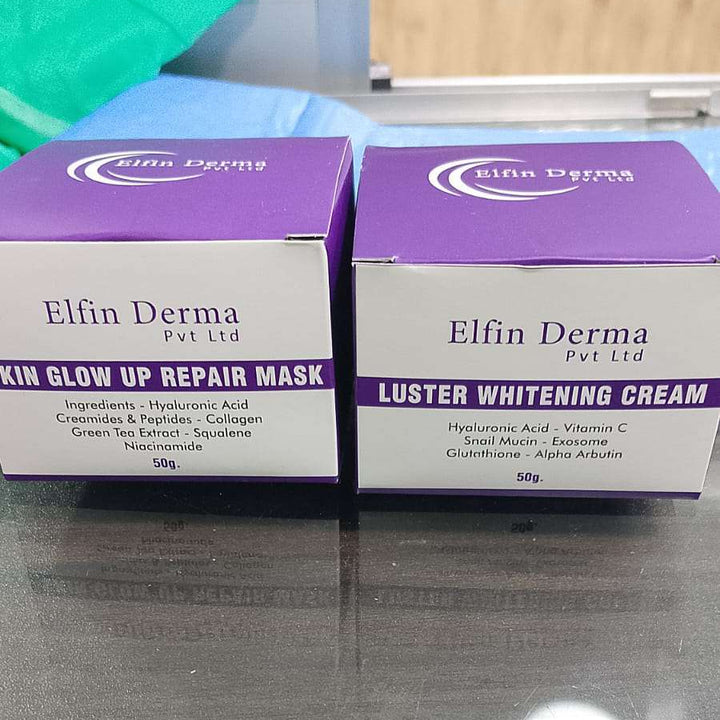 Elfin Derma
Pvt Ltd
Elfin Derma
Pvt Ltd
KIN GLOW UP REPAIR MASK
Ingredients - Hyaluronic Acid
Creamides & Peptides - Collagen
Green Tea Extract - Squalene
Niacinamide
50g.
Elfin Derma
Pvt Ltd
Elfin Derma
Pvt Ltd
LUSTER WHITENING CREAM
Hyaluronic Acid - Vitamin C
Snail Mucin - Exosome
Glutathione - Alpha Arbutin
50g.